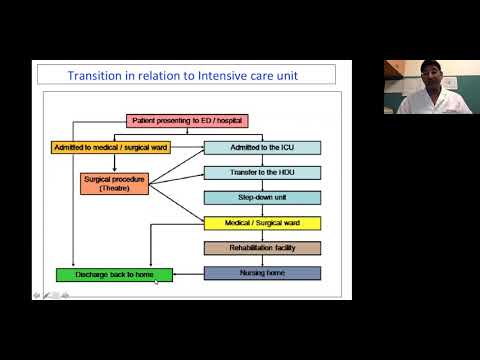 Transition in relation to Intensive care unit
Patient presenting to ED / hospital
Admitted to medical / surgical ward
Admitted to the ICU
Surgical procedure
(Theatre)
Transfer to the HDU
Step-down unit
Medical / Surgical ward
Rehabilitation facility
Discharge back to home
Nursing home